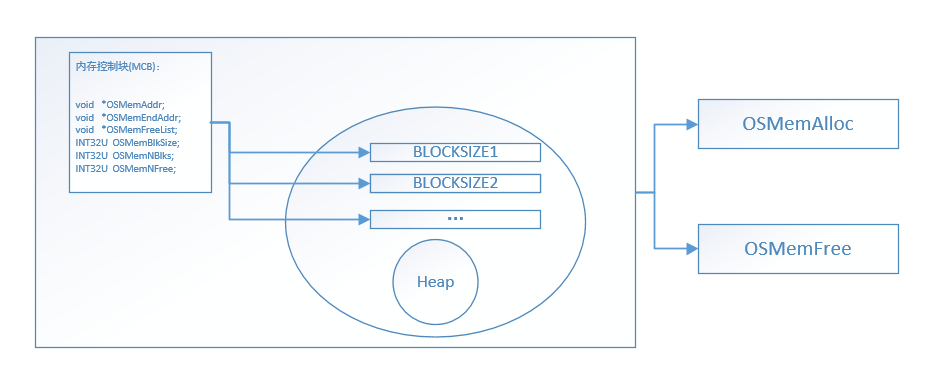 内存控制块(MCB)：
void *OSMemAddr;
void *OSMemEndAddr;
void *OSMemFreeList;
INT32U OSMemBlkSize;
INT32U OSMemNBlks;
INT32U OSMemNFree;
BLOCKSIZE1
BLOCKSIZE2
...
Heap
OSMemAlloc
OSMemFree